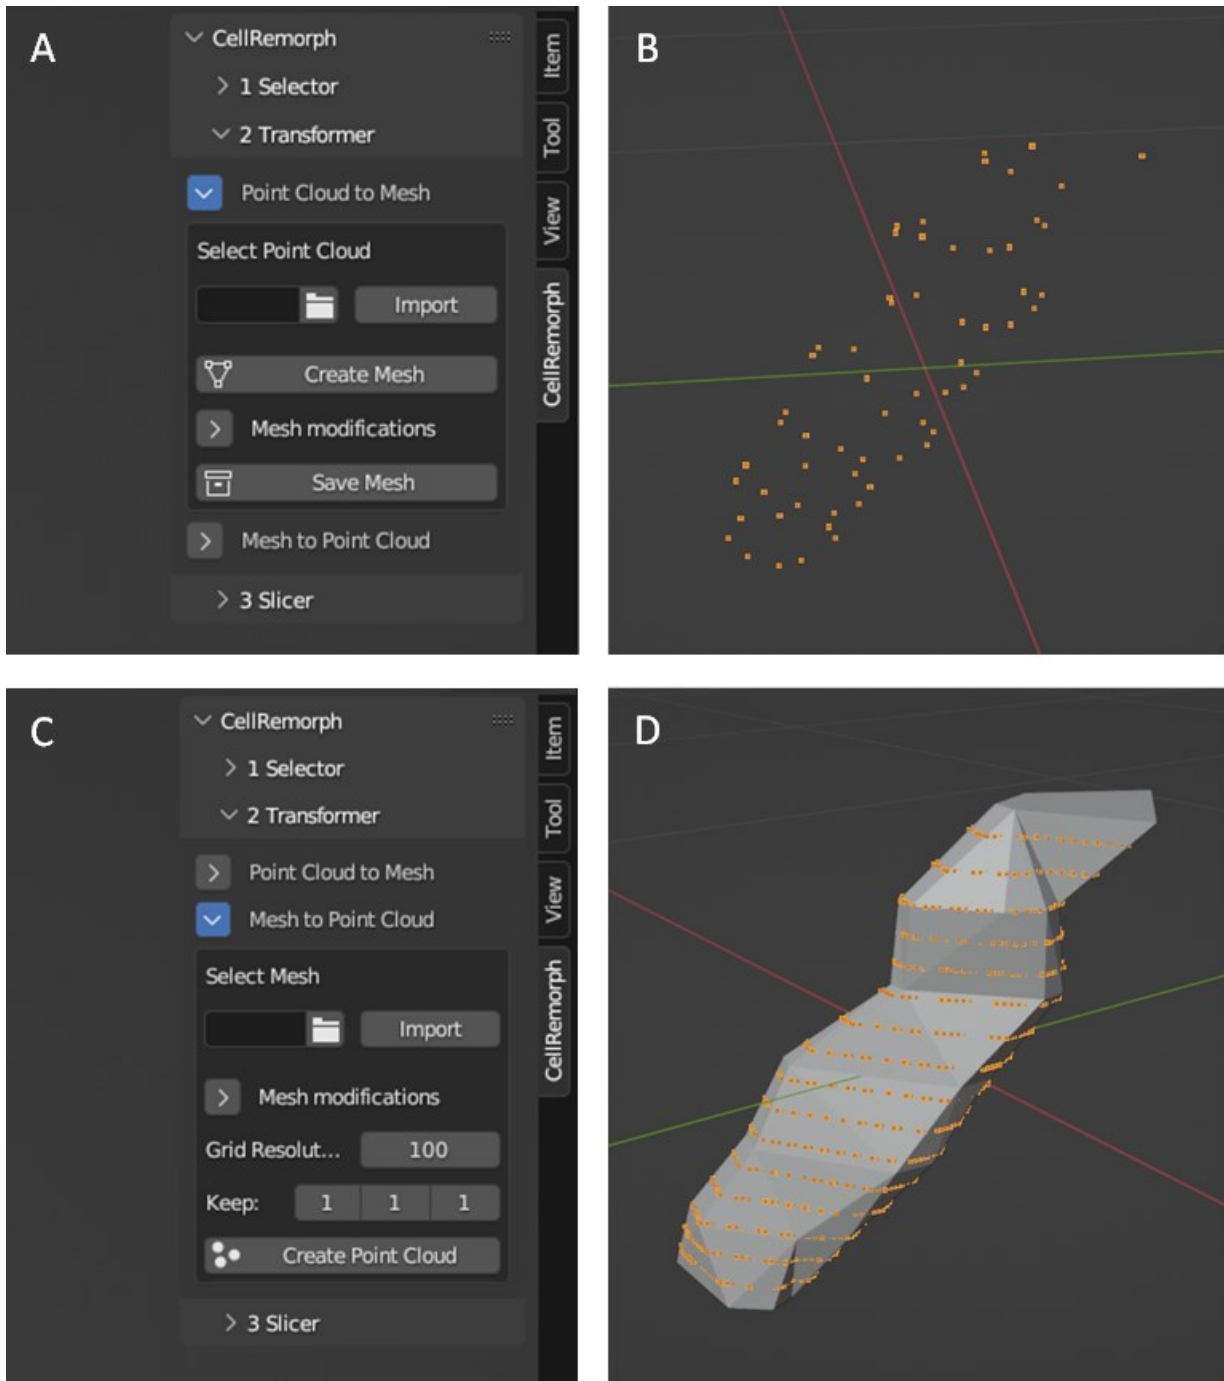 A
CellRemorph
1 Selector
2 Transformer
Point Cloud to Mesh
Select Point Cloud
Import
Create Mesh
Mesh modifications
Save Mesh
Mesh to Point Cloud
3 Slicer
Item
Tool
View
CellRemorph
B
C
CellRemorph
1 Selector
2 Transformer
Point Cloud to Mesh
Mesh to Point Cloud
Select Mesh
Import
Mesh modifications
Grid Resolut... 100
Keep: 1 1 1
Create Point Cloud
3 Slicer
Item
Tool
View
CellRemorph
D